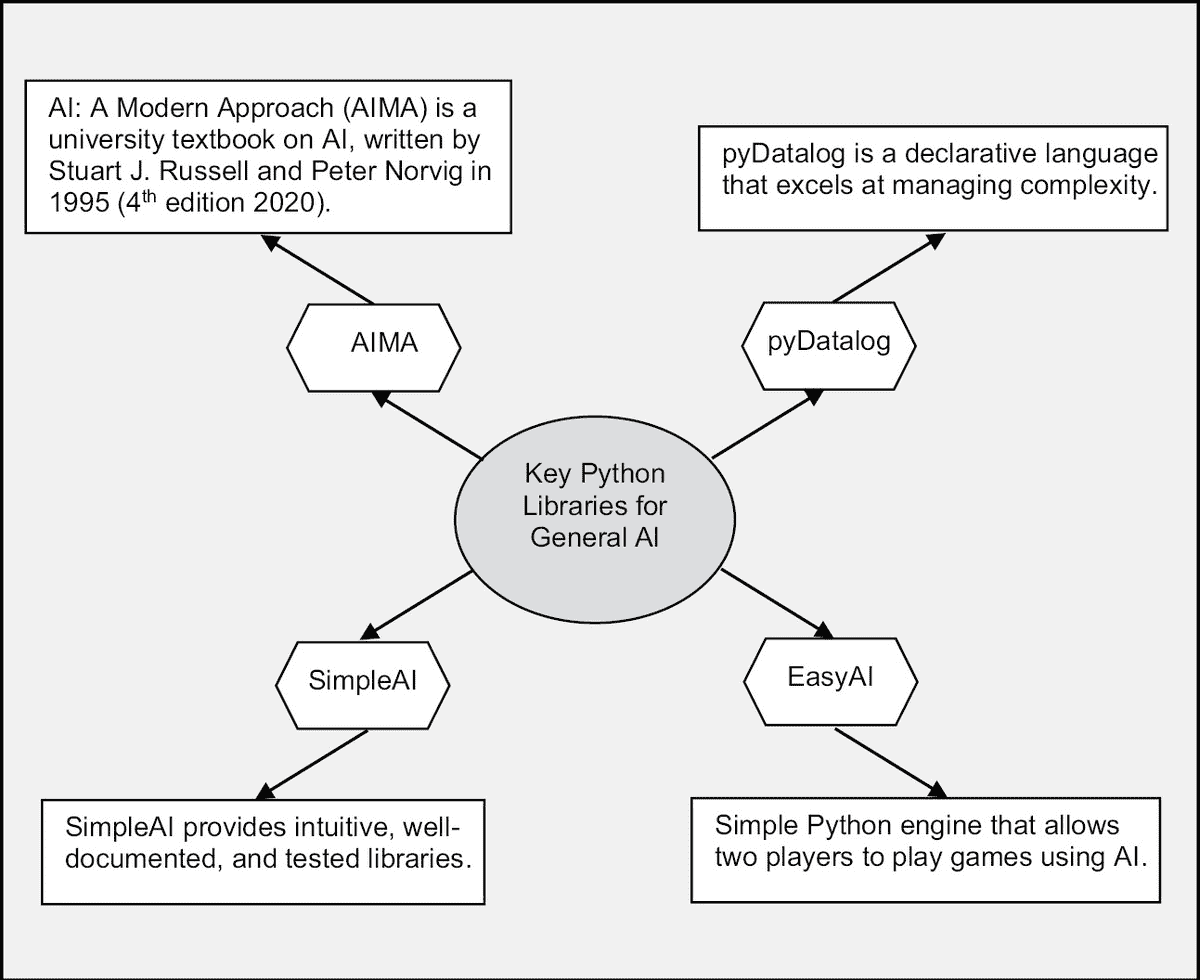 AI: A Modern Approach (AIMA) is a
university textbook on AI, written by
Stuart J. Russell and Peter Norvig in
1995 (4th edition 2020).
pyDatalog is a declarative language
that excels at managing complexity.
AIMA
pyDatalog
Key Python
Libraries for
General AI
SimpleAI
EasyAI
SimpleAI provides intuitive, well-
documented, and tested libraries.
Simple Python engine that allows
two players to play games using AI.